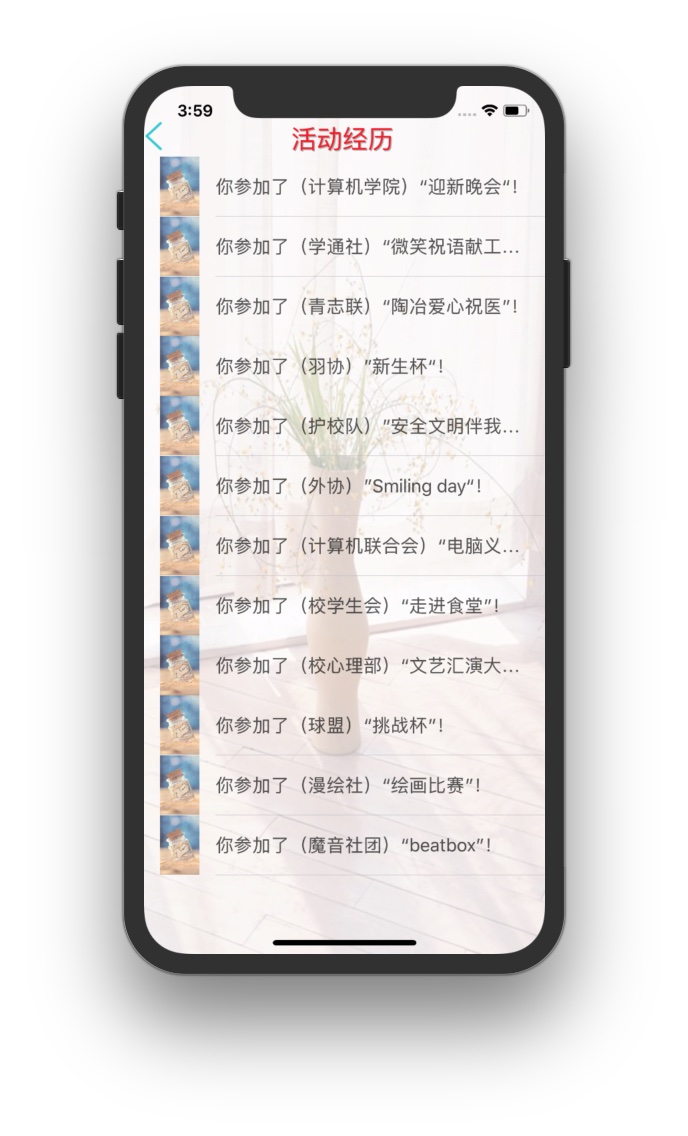 3:59
活动经历
你参加了（计算机学院）“迎新晚会“！
你参加了（学通社）“微笑祝语献工...
你参加了（青志联）“陶冶爱心祝医”！
你参加了（羽协）”新生杯“！
你参加了（护校队）”安全文明伴我...
你参加了（外协）”Smiling day“！
你参加了（计算机联合会）“电脑义...
你参加了（校学生会）“走进食堂”！
你参加了（校心理部）“文艺汇演大...
你参加了（球盟）“挑战杯”！
你参加了（漫绘社）“绘画比赛”！
你参加了（魔音社团）“beatbox”！